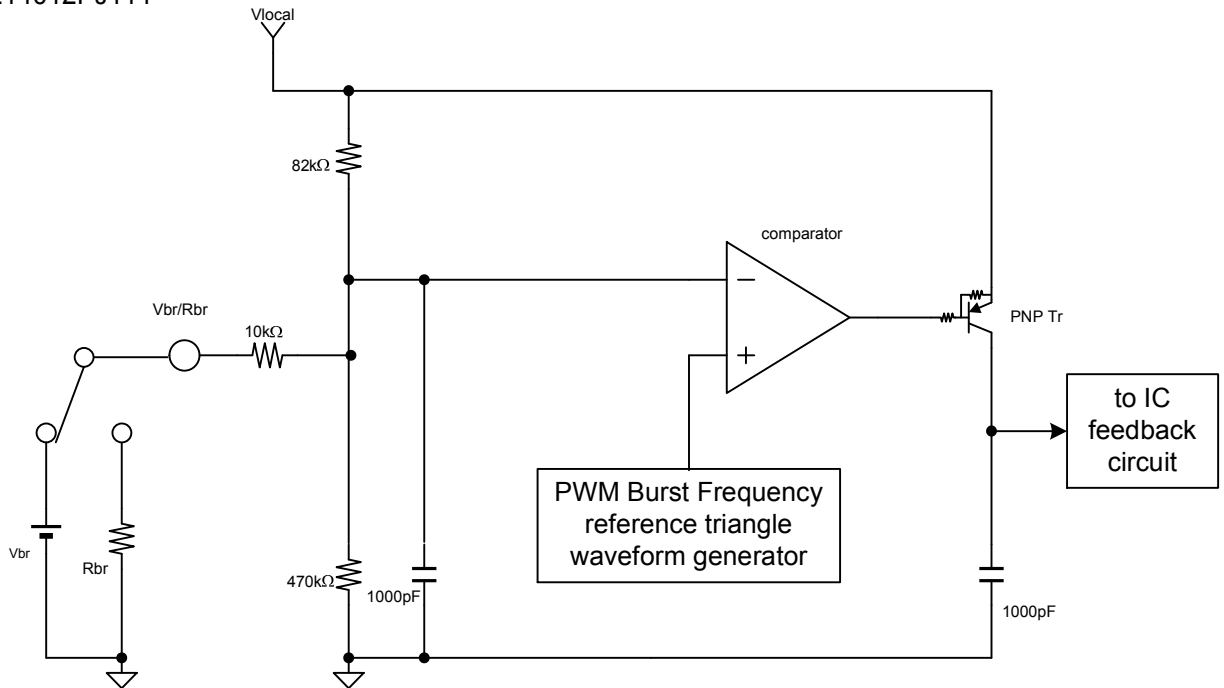 Vlocal
82kΩ
comparator
Vbr/Rbr
10kΩ
PNP Tr
to IC
feedback
circuit
PWM Burst Frequency
reference triangle
waveform generator
Vbr
Rbr
470kΩ
1000pF
1000pF